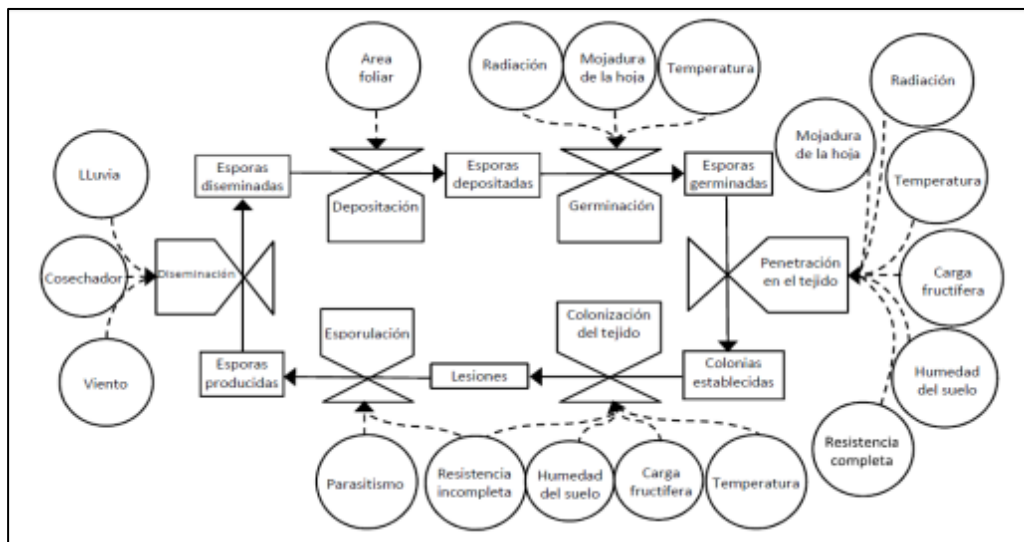 Area
foliar
Radiación
Mojadura
de la hoja
Temperatura
Radiación
Mojadura
de la hoja
Temperatura
LLuvia
Esporas
diseminadas
Esporas
depositadas
Esporas
germinadas
Depositación
Germinación
Cosechador
Diseminación
Penetración
en el tejido
Carga
fructífera
Esporulación
Colonización
del tejido
Viento
Esporas
producidas
Lesiones
Colonias
establecidas
Humedad
del suelo
Resistencia
completa
Parasitismo
Resistencia
incompleta
Humedad
del suelo
Carga
fructífera
Temperatura